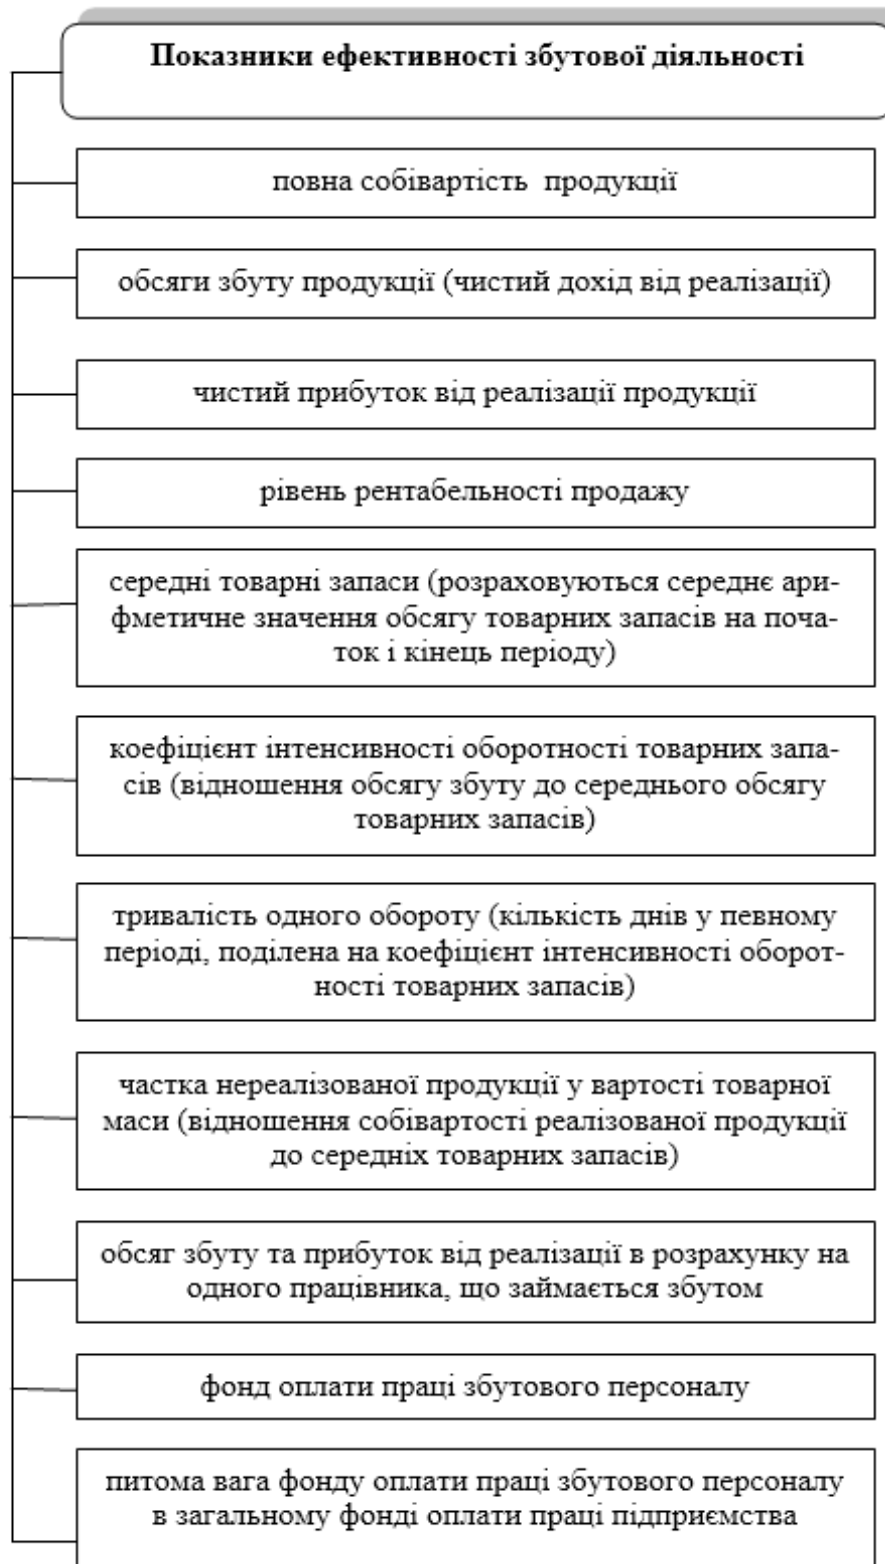 Показники ефективності збутової діяльності
повна собівартість продукції
обсяги збуту продукції (чистий дохід від реалізації)
чистий прибуток від реалізації продукції
рівень рентабельності продажу
середні товарні запаси (розраховуються середнє ари-
фметичне значення обсягу товарних запасів на поча-
ток і кінець періоду)
коефіцієнт інтенсивності оборотності товарних запа-
сів (відношення обсягу збуту до середнього обсягу
товарних запасів)
тривалість одного обороту (кількість днів у певному
періоді, поділена на коефіцієнт інтенсивності оборот-
ності товарних запасів)
частка нереалізованої продукції у вартості товарної
маси (відношення собівартості реалізованої продукції
до середніх товарних запасів)
обсяг збуту та прибуток від реалізації в розрахунку на
одного працівника, що займається збутом
фонд оплати праці збутового персоналу
питома вага фонду оплати праці збутового персоналу
в загальному фонді оплати праці підприємства